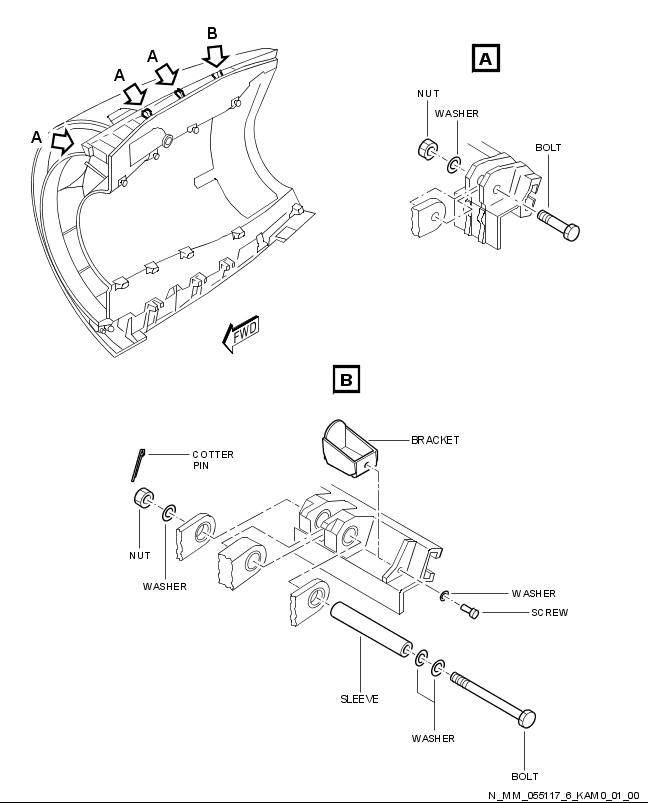 B
A
A
A
FWD
A
NUT
WASHER
BOLT
B
BRACKET
COTTER
PIN
NUT
WASHER
WASHER
SCREW
SLEEVE
WASHER
BOLT
N_MM_055117_6_KAM0_01_00